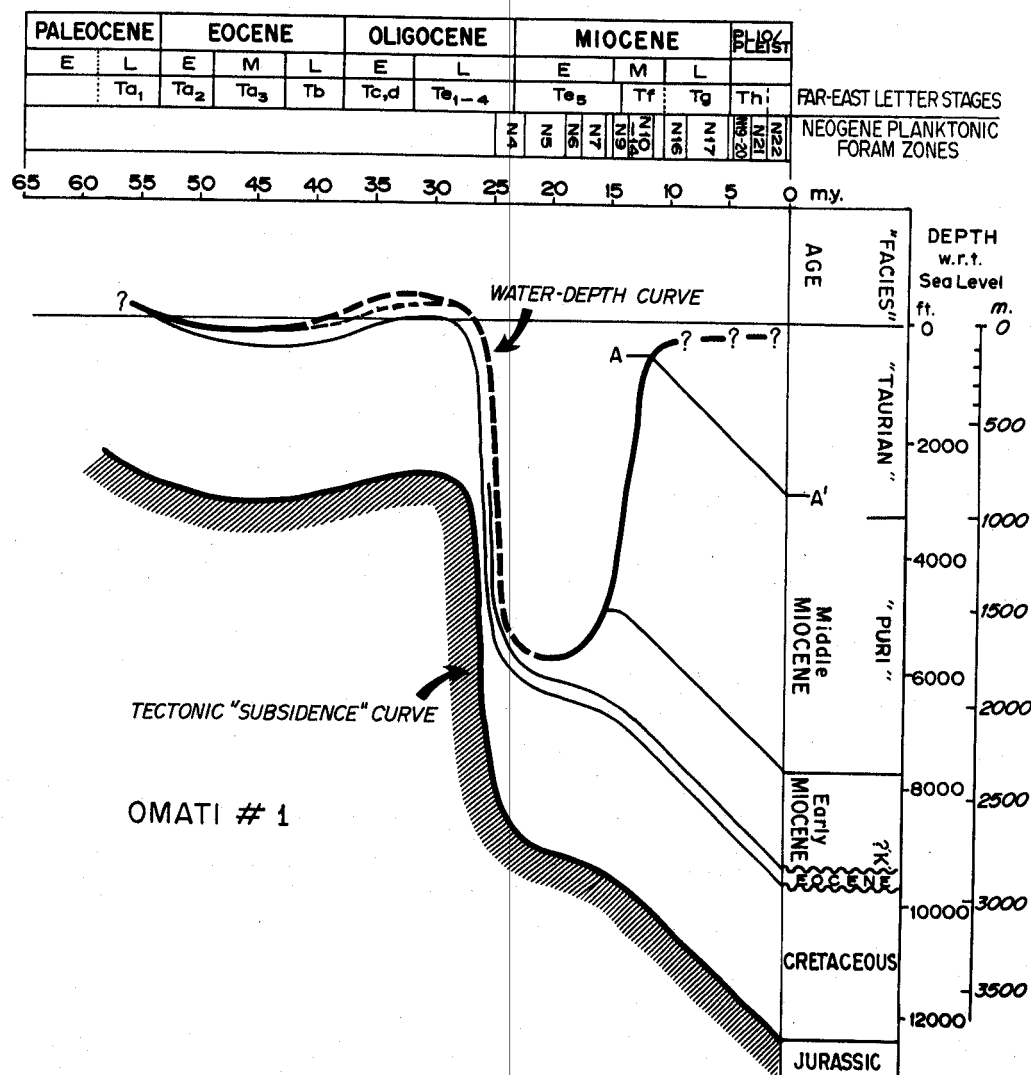 PALEOCENE EOCENE OLIGOCENE MIOCENE PLIO/PLEIST
E L E M L E L E M L
Ta1 Ta2 Ta3 Tb Tc,d Te1-4 Te5 Tf Tg Th FAR-EAST LETTER STAGES
N4 N5 N6 N7 N9 N10-14 N16 N17 N19-20 N21 N22 NEOGENE PLANKTONIC
FORAM ZONES
65 60 55 50 45 40 35 30 25 20 15 10 5 0 m.y.
AGE
"FACIES"
DEPTH
w.r.t.
Sea Level
ft. m.
? WATER-DEPTH CURVE
A ? ? ?
0 0
"TAURIAN"
500
2000
A'
1000
4000
Middle
MIOCENE
"PURI"
1500
6000
2000
TECTONIC "SUBSIDENCE" CURVE
8000
2500
OMATI # 1
Early
MIOCENE
?K
EOCENE
10000
3000
CRETACEOUS
3500
12000
JURASSIC